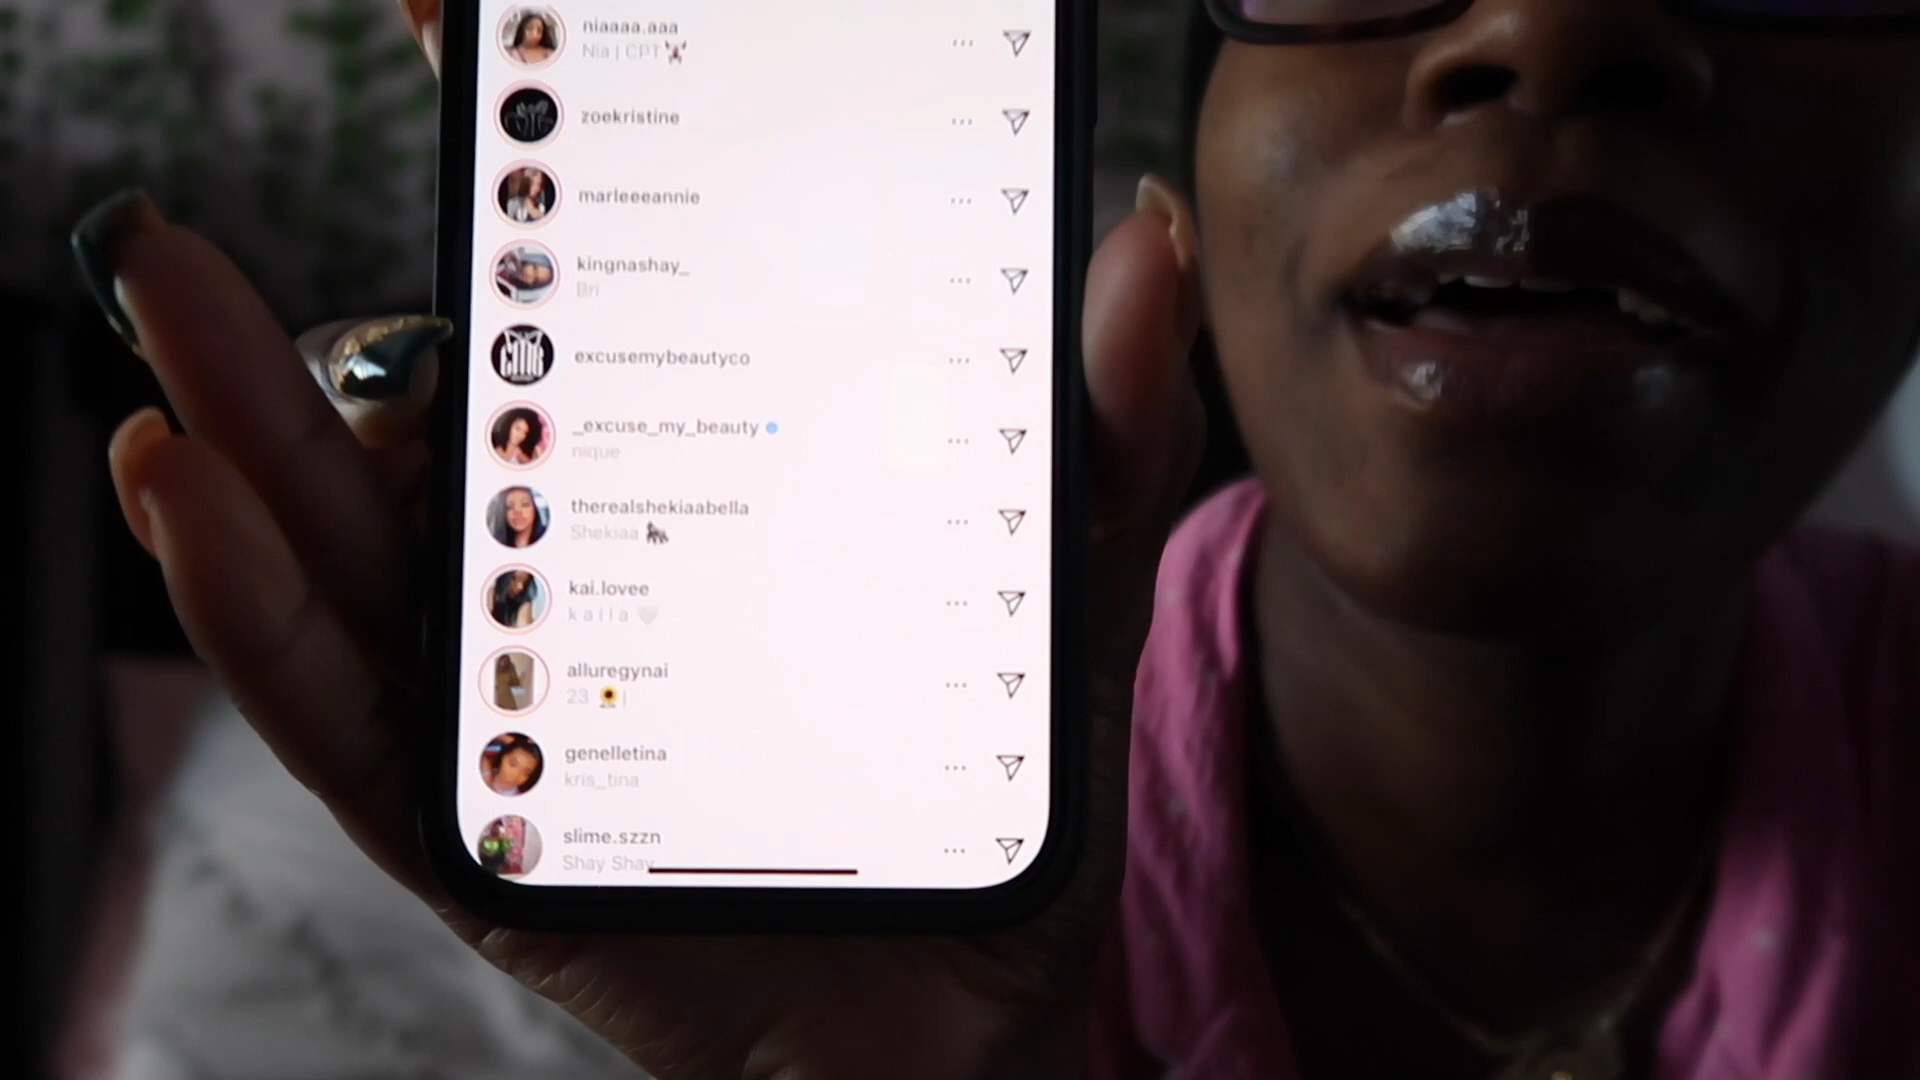 niaaaa.aaa
Nia | CPT
zoekristine
marleeeannie
kingnashay_
Bri
excusemybeautyco
_excuse_my_beauty
nique
therealshekiaabella
Shekiaa
kai.lovee
k a i l a 🤍
alluregynai
23 🌻 |
genelletina
kris_tina
slime.szzn
Shay Shay